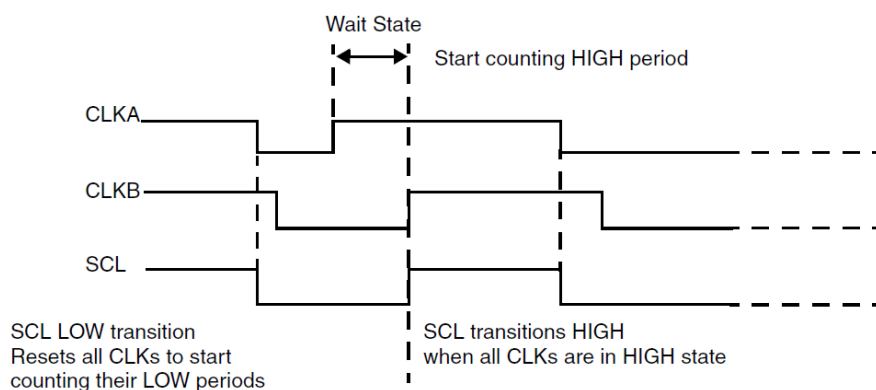 Wait State
Start counting HIGH period
CLKA
CLKB
SCL
SCL LOW transition
Resets all CLKs to start
counting their LOW periods
SCL transitions HIGH
when all CLKs are in HIGH state